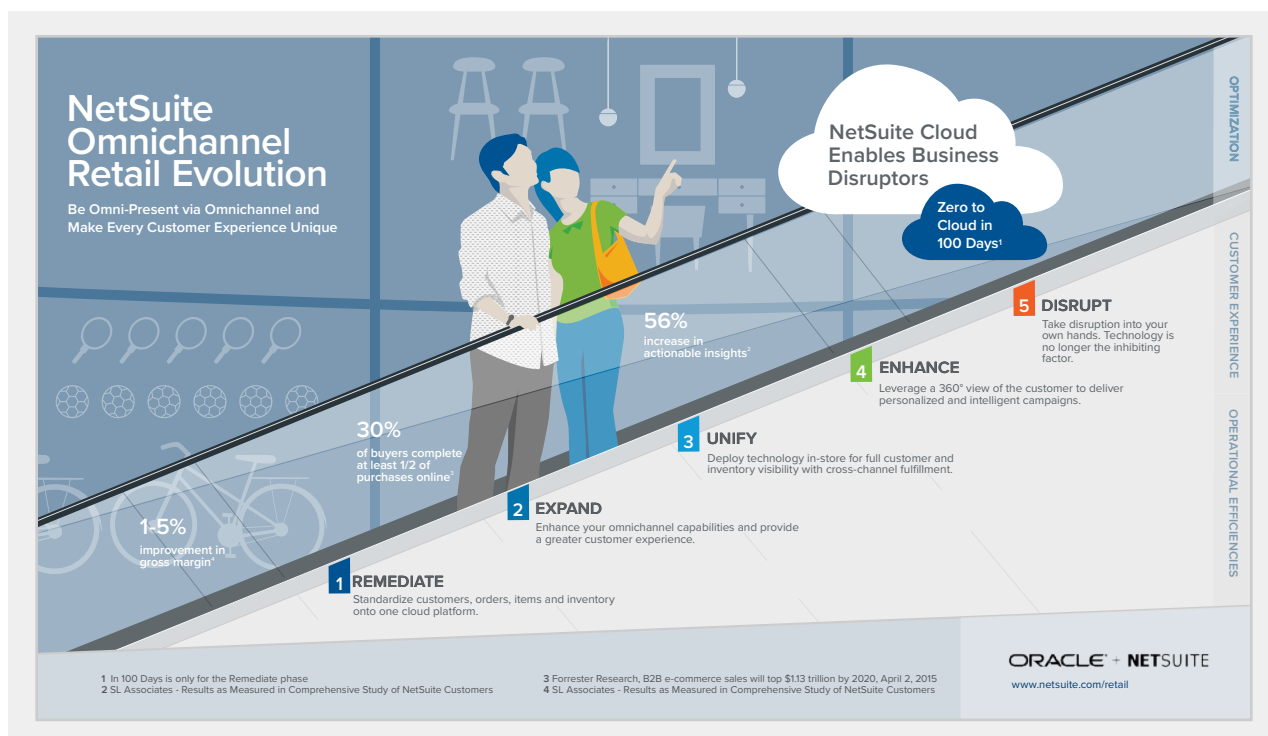 NetSuite
Omnichannel
Retail Evolution
Be Omni-Present via Omnichannel and
Make Every Customer Experience Unique
NetSuite Cloud
Enables Business
Disruptors
Zero to
Cloud in
100 Days¹
OPTIMIZATION
CUSTOMER EXPERIENCE
OPERATIONAL EFFICIENCIES
56%
increase in
actionable insights²
30%
of buyers complete
at least 1/2 of
purchases online³
1-5%
improvement in
gross margin⁴
5 DISRUPT
Take disruption into your
own hands. Technology is
no longer the inhibiting
factor.
4 ENHANCE
Leverage a 360° view of the customer to deliver
personalized and intelligent campaigns.
3 UNIFY
Deploy technology in-store for full customer and
inventory visibility with cross-channel fulfillment.
2 EXPAND
Enhance your omnichannel capabilities and provide
a greater customer experience.
1 REMEDIATE
Standardize customers, orders, items and inventory
onto one cloud platform.
1 In 100 Days is only for the Remediate phase
2 SL Associates - Results as Measured in Comprehensive Study of NetSuite Customers
3 Forrester Research, B2B e-commerce sales will top $1.13 trillion by 2020, April 2, 2015
4 SL Associates - Results as Measured in Comprehensive Study of NetSuite Customers
ORACLE® + NETSUITE
www.netsuite.com/retail